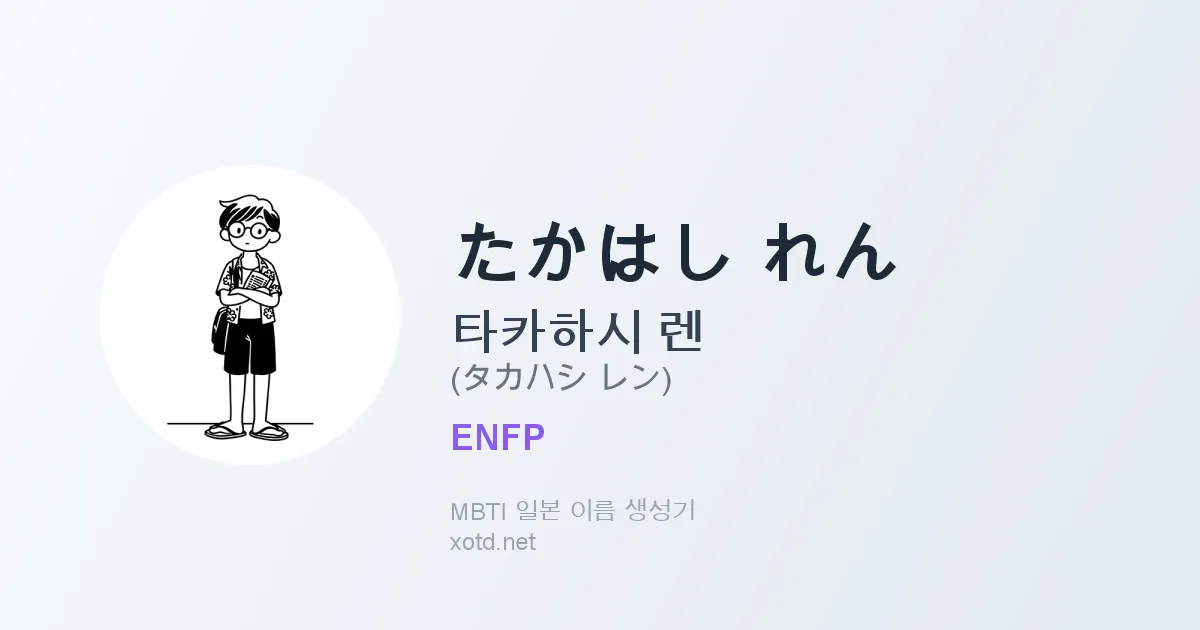 たかはし れん
타카하시 렌
(タカハシ レン)
ENFP
MBTI 일본 이름 생성기
xotd.net